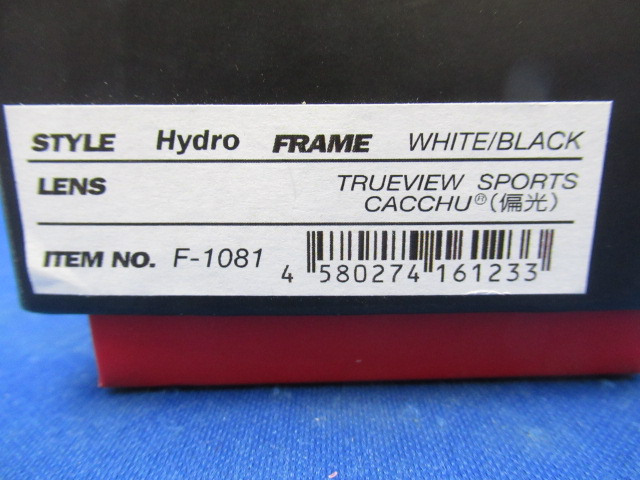 STYLE Hydro FRAME WHITE/BLACK
LENS TRUEVIEW SPORTS
CACCHU®(偏光)
ITEM NO. F-1081
4 580274 161233